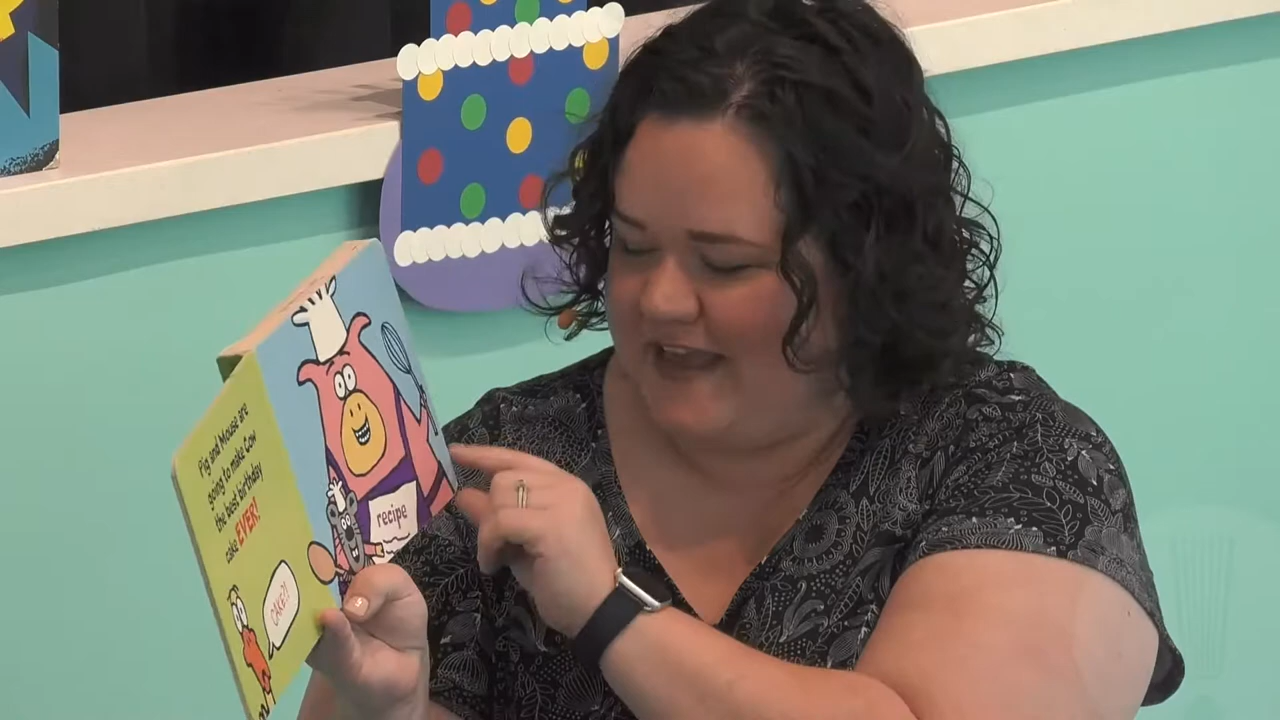 Pig and Mouse are
going to make Cow
the best birthday
cake EVER!
CAKE?!
recipe